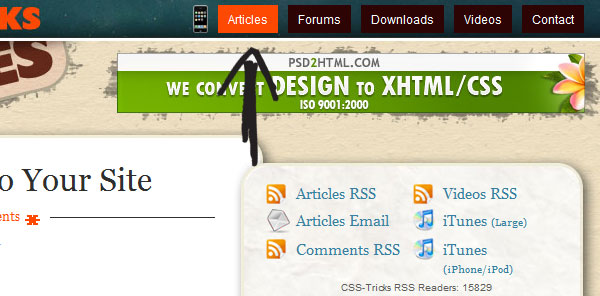 KS
Articles Forums Downloads Videos Contact
ES
PSD2HTML.COM
WE CONVERT DESIGN TO XHTML/CSS
ISO 9001:2000
o Your Site
ents
Articles RSS Videos RSS
Articles Email iTunes (Large)
Comments RSS iTunes
(iPhone/iPod)
CSS-Tricks RSS Readers: 15829